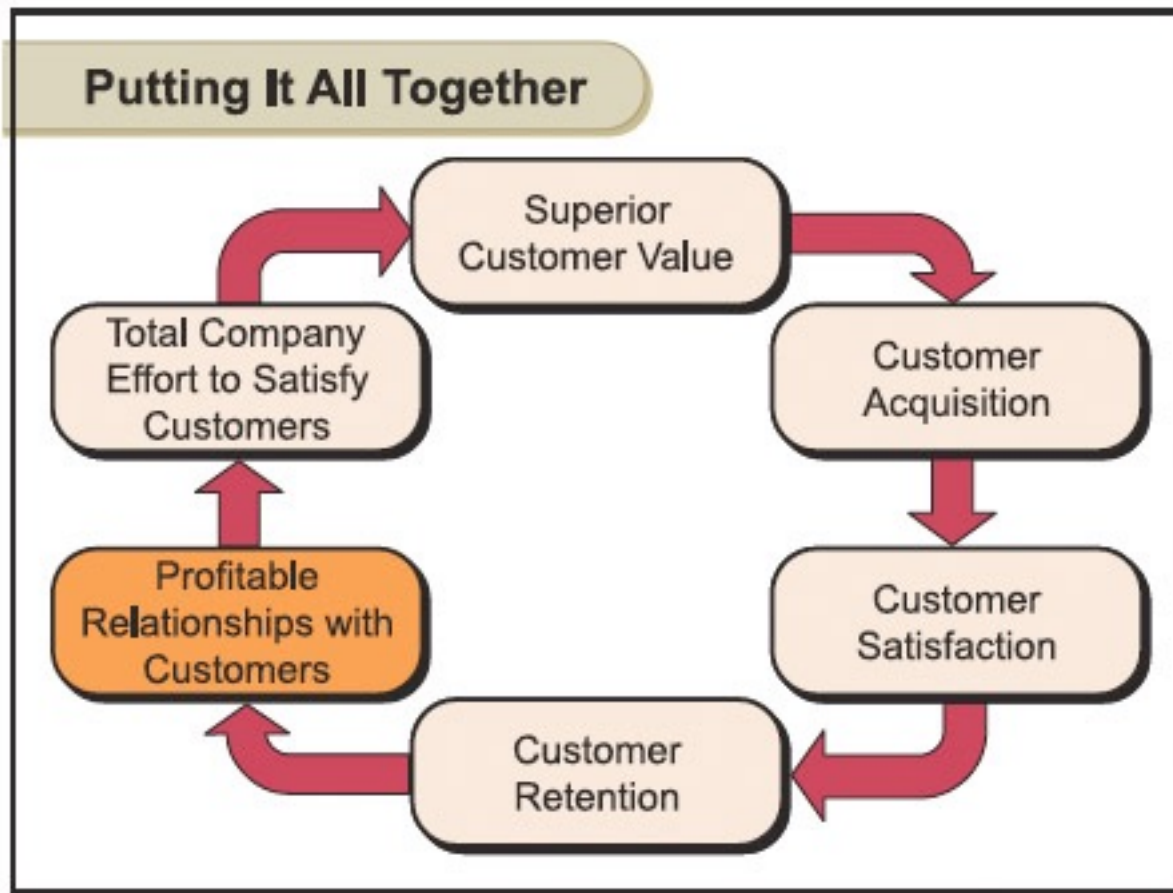 Putting It All Together
Superior
Customer Value
Total Company
Effort to Satisfy
Customers
Customer
Acquisition
Profitable
Relationships with
Customers
Customer
Satisfaction
Customer
Retention